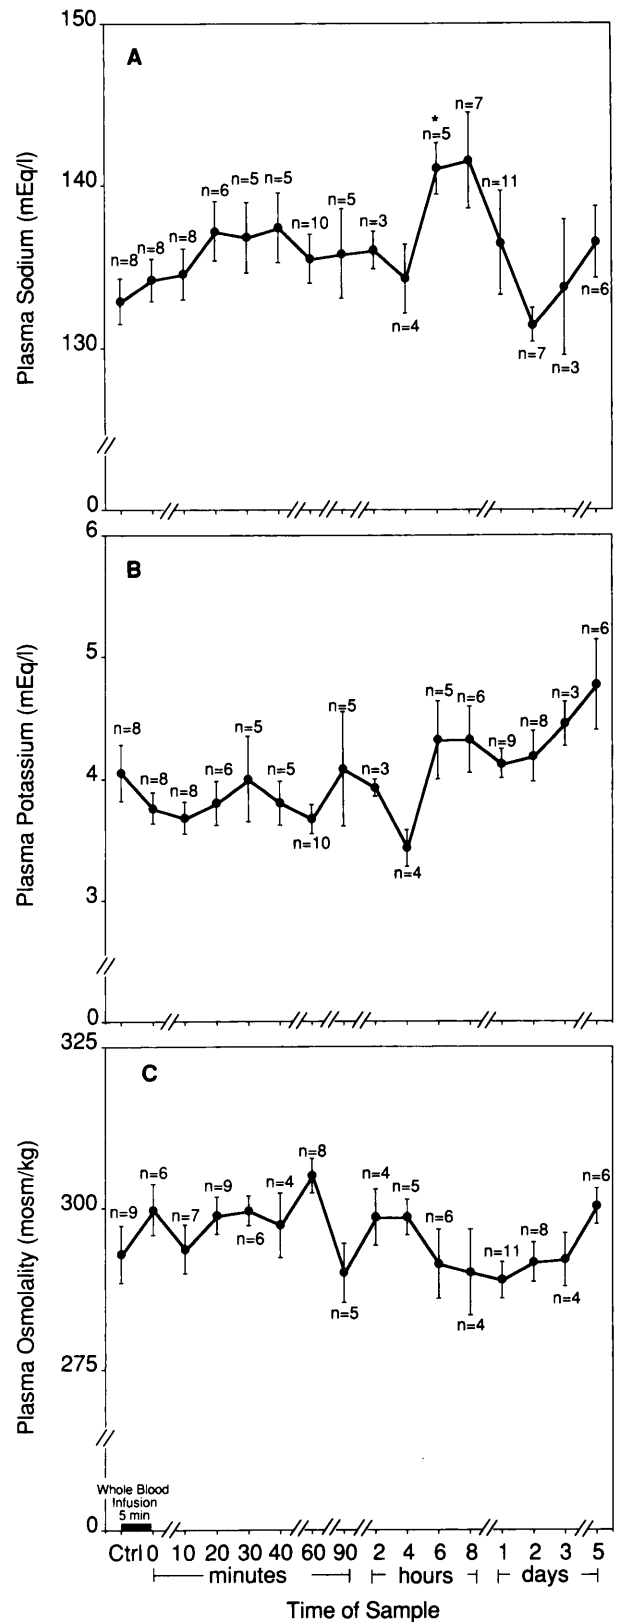 150
A
n=7
*
n=5
140
n=11
n=6
n=5
n=5
n=5
n=10
n=3
n=8
n=8
n=8
n=4
n=6
n=7
n=3
130
0
Plasma Sodium (mEq/l)
6
B
n=6
5
n=5
n=6
n=3
n=5
n=8
n=9
n=8
n=5
n=6
n=5
n=3
n=8
n=8
4
n=10
n=4
3
0
Plasma Potassium (mEq/l)
325
C
n=8
n=6
n=9
n=4
n=4
n=5
n=6
n=9
n=7
n=6
n=6
n=8
n=11
300
n=5
n=4
n=4
275
0
Plasma Osmolality (mosm/kg)
Whole Blood
Infusion
5 min
Ctrl 0 10 20 30 40 60 90 2 4 6 8 1 2 3 5
minutes hours days
Time of Sample